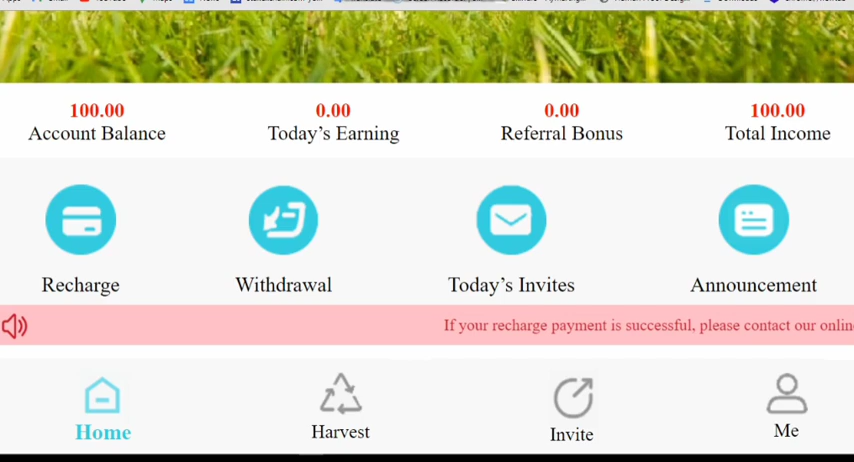 100.00 0.00 0.00 100.00
Account Balance Today's Earning Referral Bonus Total Income
Recharge Withdrawal Today's Invites Announcement
If your recharge payment is successful, please contact our onlin
Home Harvest Invite Me